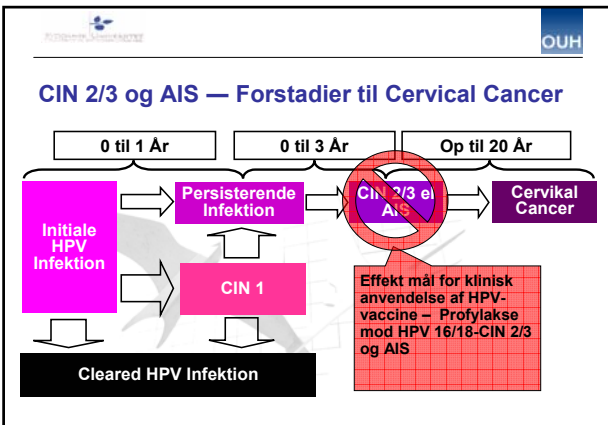 OUH
CIN 2/3 og AIS — Forstadier til Cervical Cancer
0 til 1 År
0 til 3 År
Op til 20 År
Initiale
HPV
Infektion
Persisterende
Infektion
CIN 2/3 el
AIS
Cervikal
Cancer
CIN 1
Effekt mål for klinisk
anvendelse af HPV-
vaccine – Profylakse
mod HPV 16/18-CIN 2/3
og AIS
Cleared HPV Infektion